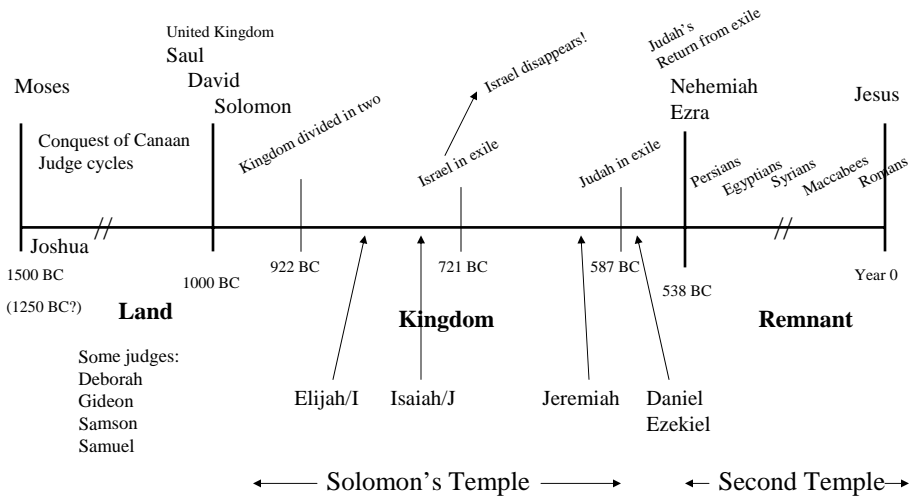 United Kingdom
Saul
David
Solomon
Judah's
Return from exile
Israel disappears!
Moses
Nehemiah
Ezra
Jesus
Conquest of Canaan
Judge cycles
Kingdom divided in two
Israel in exile
Judah in exile
Persians
Egyptians
Syrians
Maccabees
Romans
Joshua
1500 BC
(1250 BC?)
1000 BC
922 BC
721 BC
587 BC
538 BC
Year 0
Land
Kingdom
Remnant
Some judges:
Deborah
Gideon
Samson
Samuel
Elijah/I
Isaiah/J
Jeremiah
Daniel
Ezekiel
Solomon's Temple
Second Temple